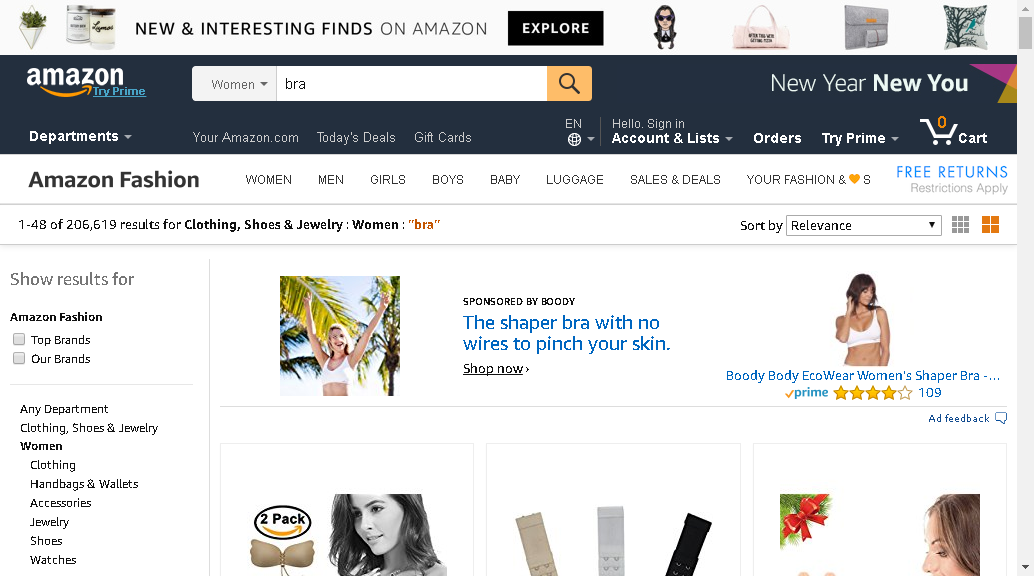 NEW & INTERESTING FINDS ON AMAZON
EXPLORE
amazon
Try Prime
Women
bra
New Year New You
Departments
Your Amazon.com
Today's Deals
Gift Cards
EN
Hello. Sign in
Account & Lists
Orders
Try Prime
0
Cart
Amazon Fashion
WOMEN
MEN
GIRLS
BOYS
BABY
LUGGAGE
SALES & DEALS
YOUR FASHION & S
FREE RETURNS
Restrictions Apply
1-48 of 206,619 results for Clothing, Shoes & Jewelry : Women : "bra"
Sort by Relevance
Show results for
Amazon Fashion
Top Brands
Our Brands
Any Department
Clothing, Shoes & Jewelry
Women
Clothing
Handbags & Wallets
Accessories
Jewelry
Shoes
Watches
SPONSORED BY BOODY
The shaper bra with no
wires to pinch your skin.
Shop now ›
Boody Body EcoWear Women's Shaper Bra -...
prime
109
Ad feedback
2 Pack